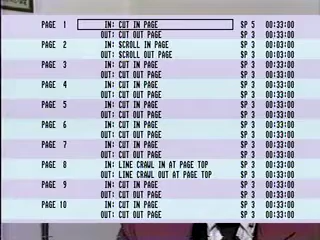 PAGE 1 IN: CUT IN PAGE SP 5 00:33:00
OUT: CUT OUT PAGE SP 3 00:33:00
PAGE 2 IN: SCROLL IN PAGE SP 3 00:33:00
OUT: SCROLL OUT PAGE SP 3 00:33:00
PAGE 3 IN: CUT IN PAGE SP 3 00:33:00
OUT: CUT OUT PAGE SP 3 00:33:00
PAGE 4 IN: CUT IN PAGE SP 3 00:33:00
OUT: CUT OUT PAGE SP 3 00:33:00
PAGE 5 IN: CUT IN PAGE SP 3 00:33:00
OUT: CUT OUT PAGE SP 3 00:33:00
PAGE 6 IN: CUT IN PAGE SP 3 00:33:00
OUT: CUT OUT PAGE SP 3 00:33:00
PAGE 7 IN: CUT IN PAGE SP 3 00:33:00
OUT: CUT OUT PAGE SP 3 00:33:00
PAGE 8 IN: LINE CRAWL IN AT PAGE TOP SP 3 00:33:00
OUT: LINE CRAWL OUT AT PAGE TOP SP 3 00:33:00
PAGE 9 IN: CUT IN PAGE SP 3 00:33:00
OUT: CUT OUT PAGE SP 3 00:33:00
PAGE 10 IN: CUT IN PAGE SP 3 00:33:00
OUT: CUT OUT PAGE SP 3 00:33:00